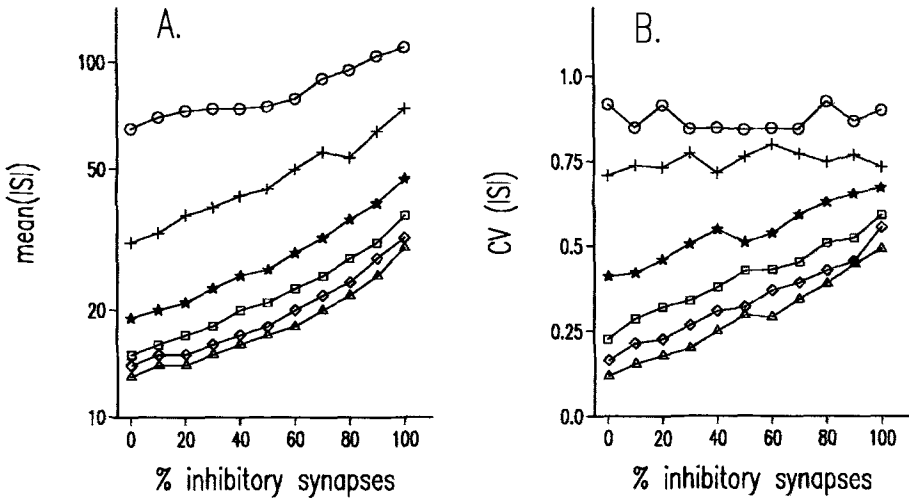 A.
mean(ISI)
100
50
20
10
0 20 40 60 80 100
% inhibitory synapses
B.
CV (ISI)
1.0
0.75
0.5
0.25
0.0
0 20 40 60 80 100
% inhibitory synapses